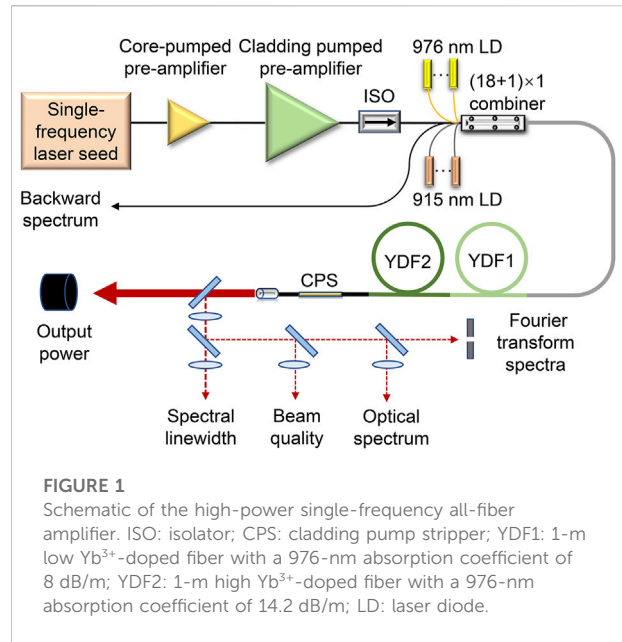 Core-pumped
pre-amplifier
Cladding pumped
pre-amplifier
976 nm LD
(18+1)×1
combiner
ISO
Single-
frequency
laser seed
Backward
spectrum
915 nm LD
YDF2
YDF1
CPS
Output
power
Fourier
transform
spectra
Spectral
linewidth
Beam
quality
Optical
spectrum
FIGURE 1
Schematic of the high-power single-frequency all-fiber
amplifier. ISO: isolator; CPS: cladding pump stripper; YDF1: 1-m
low Yb³⁺-doped fiber with a 976-nm absorption coefficient of
8 dB/m; YDF2: 1-m high Yb³⁺-doped fiber with a 976-nm
absorption coefficient of 14.2 dB/m; LD: laser diode.